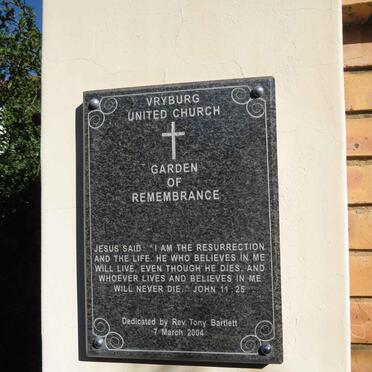 VRYBURG
UNITED CHURCH
GARDEN
OF
REMEMBRANCE
JESUS SAID: "I AM THE RESURRECTION
AND THE LIFE. HE WHO BELIEVES IN ME
WILL LIVE, EVEN THOUGH HE DIES, AND
WHOEVER LIVES AND BELIEVES IN ME
WILL NEVER DIE." JOHN 11:25
Dedicated by Rev Tony Bartlett
7 March 2004